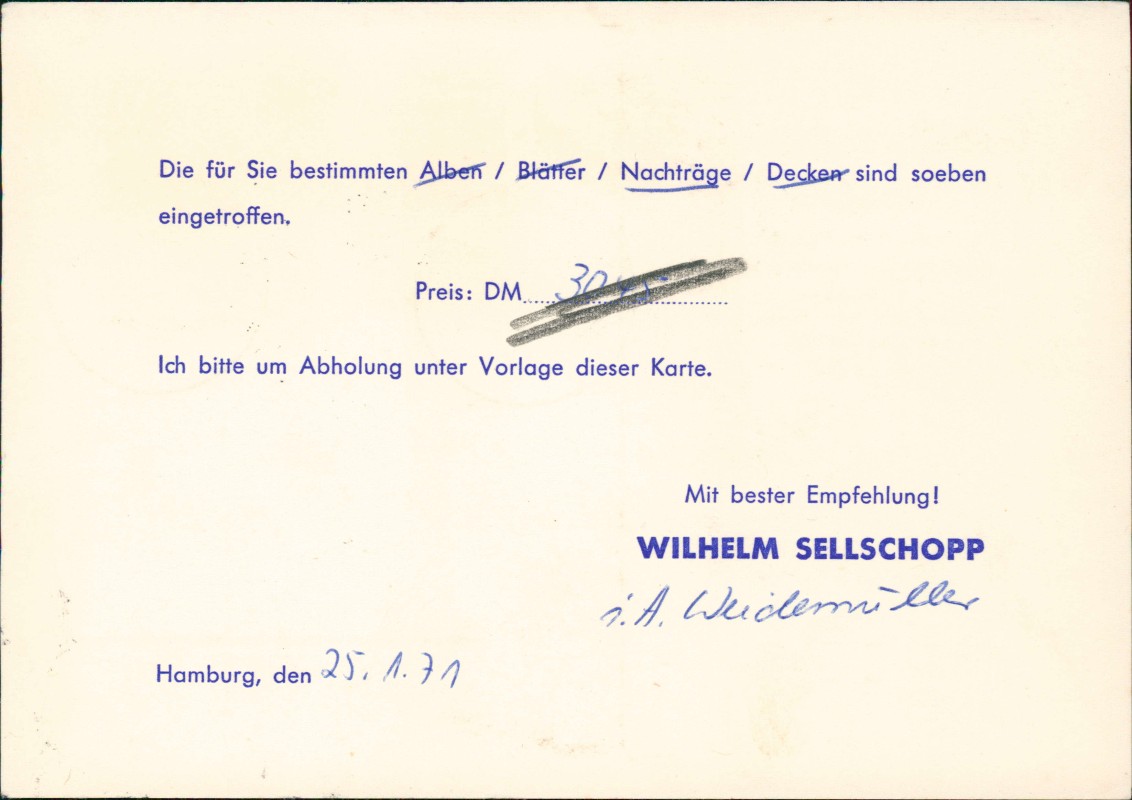 Die für Sie bestimmten Alben / Blätter / Nachträge / Decken sind soeben
eingetroffen.
Preis: DM
Ich bitte um Abholung unter Vorlage dieser Karte.
Mit bester Empfehlung!
WILHELM SELLSCHOPP
i. A. Weidemüller
Hamburg, den 25. 1. 71